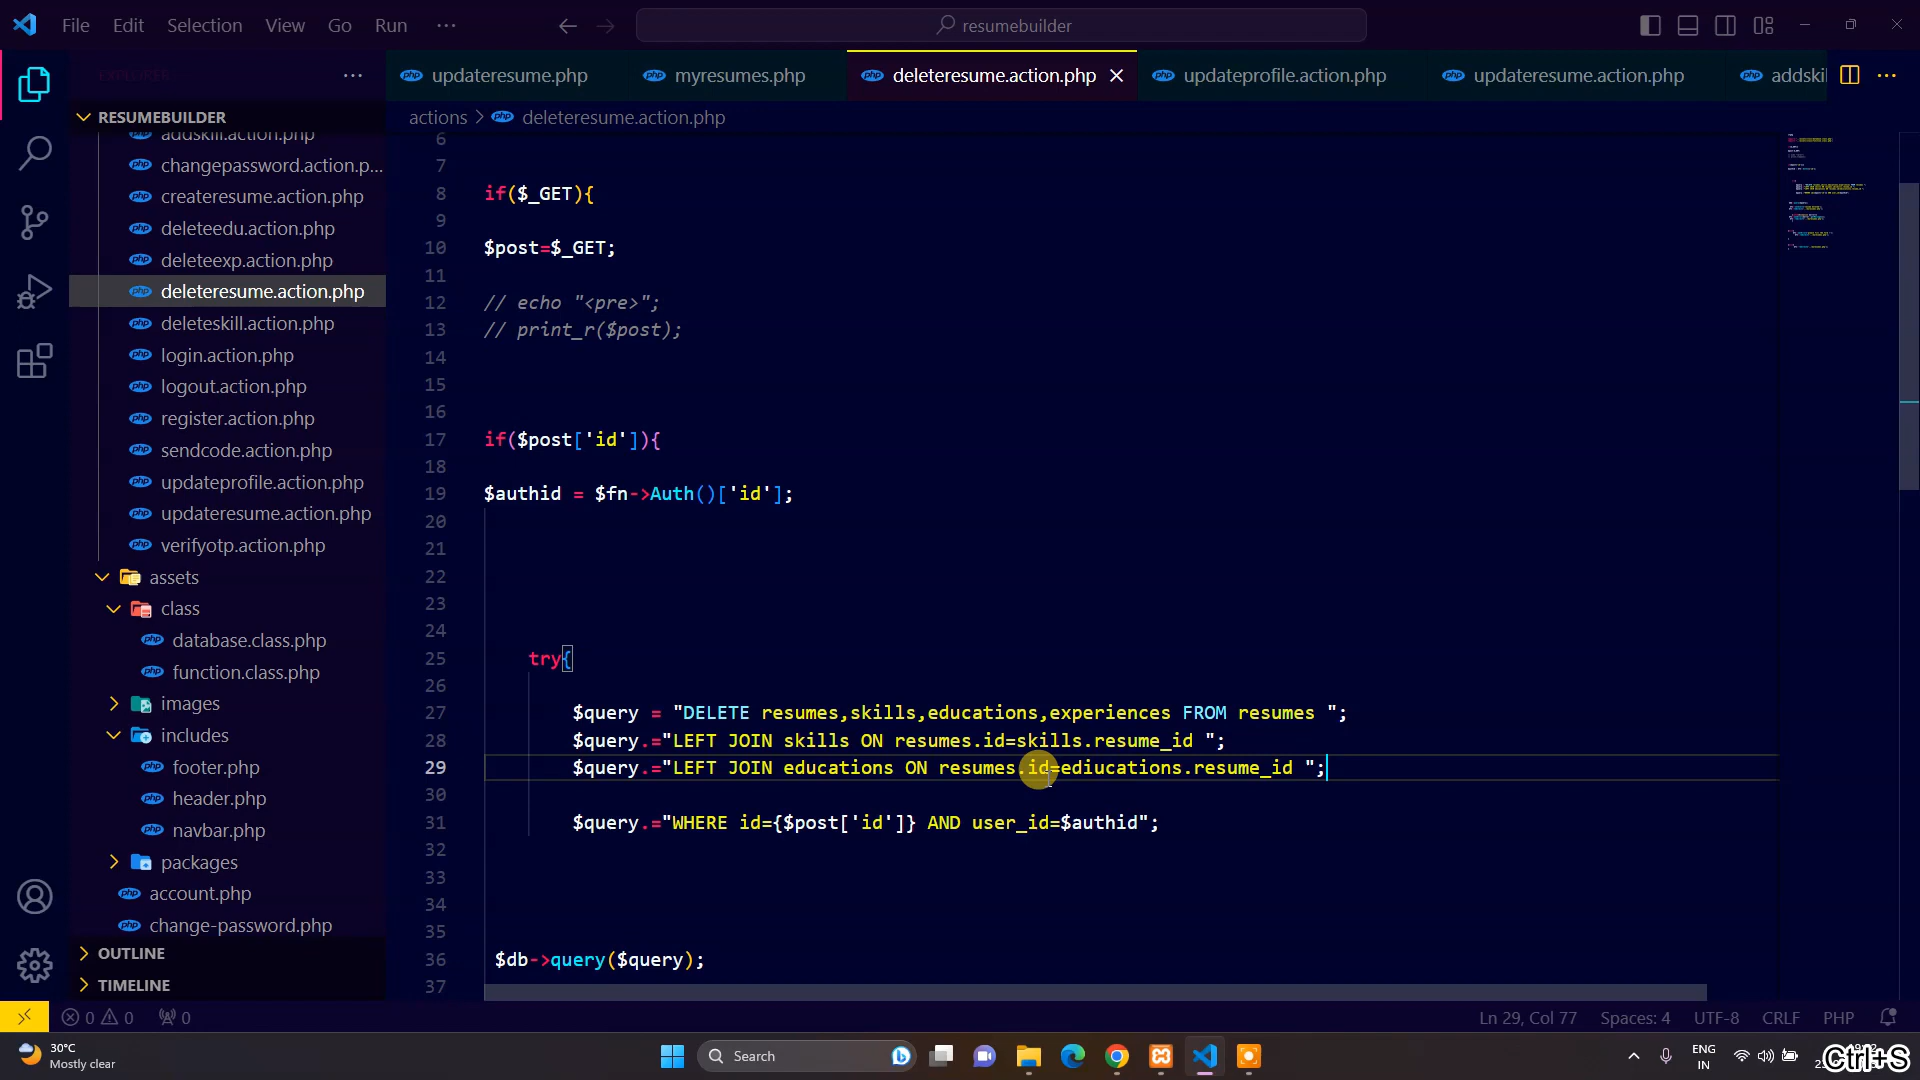 File Edit Selection View Go Run ···
resumebuilder
EXPLORER ···
updateresume.php myresumes.php deleteresume.action.php updateprofile.action.php updateresume.action.php addskil
RESUMEBUILDER
actions > deleteresume.action.php
addskill.action.php
changepassword.action.p...
createresume.action.php
deleteedu.action.php
deleteexp.action.php
deleteresume.action.php
deleteskill.action.php
login.action.php
logout.action.php
register.action.php
sendcode.action.php
updateprofile.action.php
updateresume.action.php
verifyotp.action.php
assets
class
database.class.php
function.class.php
images
includes
footer.php
header.php
navbar.php
packages
account.php
change-password.php
OUTLINE
TIMELINE
6
7
8 if($_GET){
9
10 $post=$_GET;
11
12 // echo "<pre>";
13 // print_r($post);
14
15
16
17 if($post['id']){
18
19 $authid = $fn->Auth()['id'];
20
21
22
23
24
25 try{
26
27 $query = "DELETE resumes,skills,educations,experiences FROM resumes ";
28 $query.="LEFT JOIN skills ON resumes.id=skills.resume_id ";
29 $query.="LEFT JOIN educations ON resumes.id=ediucations.resume_id ";
30
31 $query.="WHERE id={$post['id']} AND user_id=$authid";
32
33
34
35
36 $db->query($query);
37
0 0 0
Ln 29, Col 77 Spaces: 4 UTF-8 CRLF PHP
30°C
Mostly clear
Search
ENG
IN
Ctrl+S